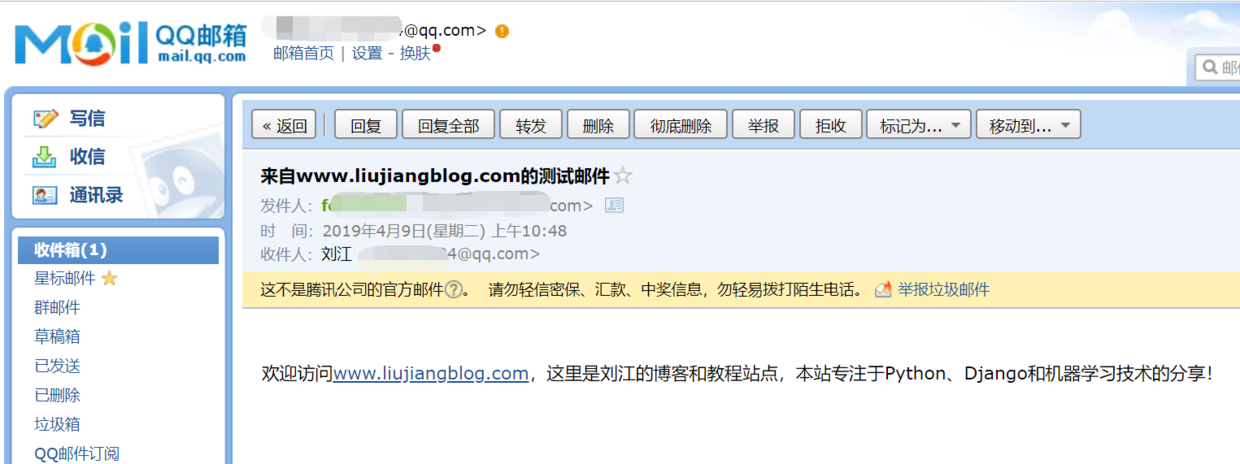 Mail QQ邮箱
mail.qq.com
@qq.com>
邮箱首页 | 设置 - 换肤
写信
收信
通讯录
收件箱(1)
星标邮件
群邮件
草稿箱
已发送
已删除
垃圾箱
QQ邮件订阅
« 返回 回复 回复全部 转发 删除 彻底删除 举报 拒收 标记为... 移动到...
来自www.liujiangblog.com的测试邮件
发件人: com>
时 间: 2019年4月9日(星期二) 上午10:48
收件人: 刘江 4@qq.com>
这不是腾讯公司的官方邮件?。 请勿轻信密保、汇款、中奖信息，勿轻易拨打陌生电话。 举报垃圾邮件
欢迎访问www.liujiangblog.com，这里是刘江的博客和教程站点，本站专注于Python、Django和机器学习技术的分享！